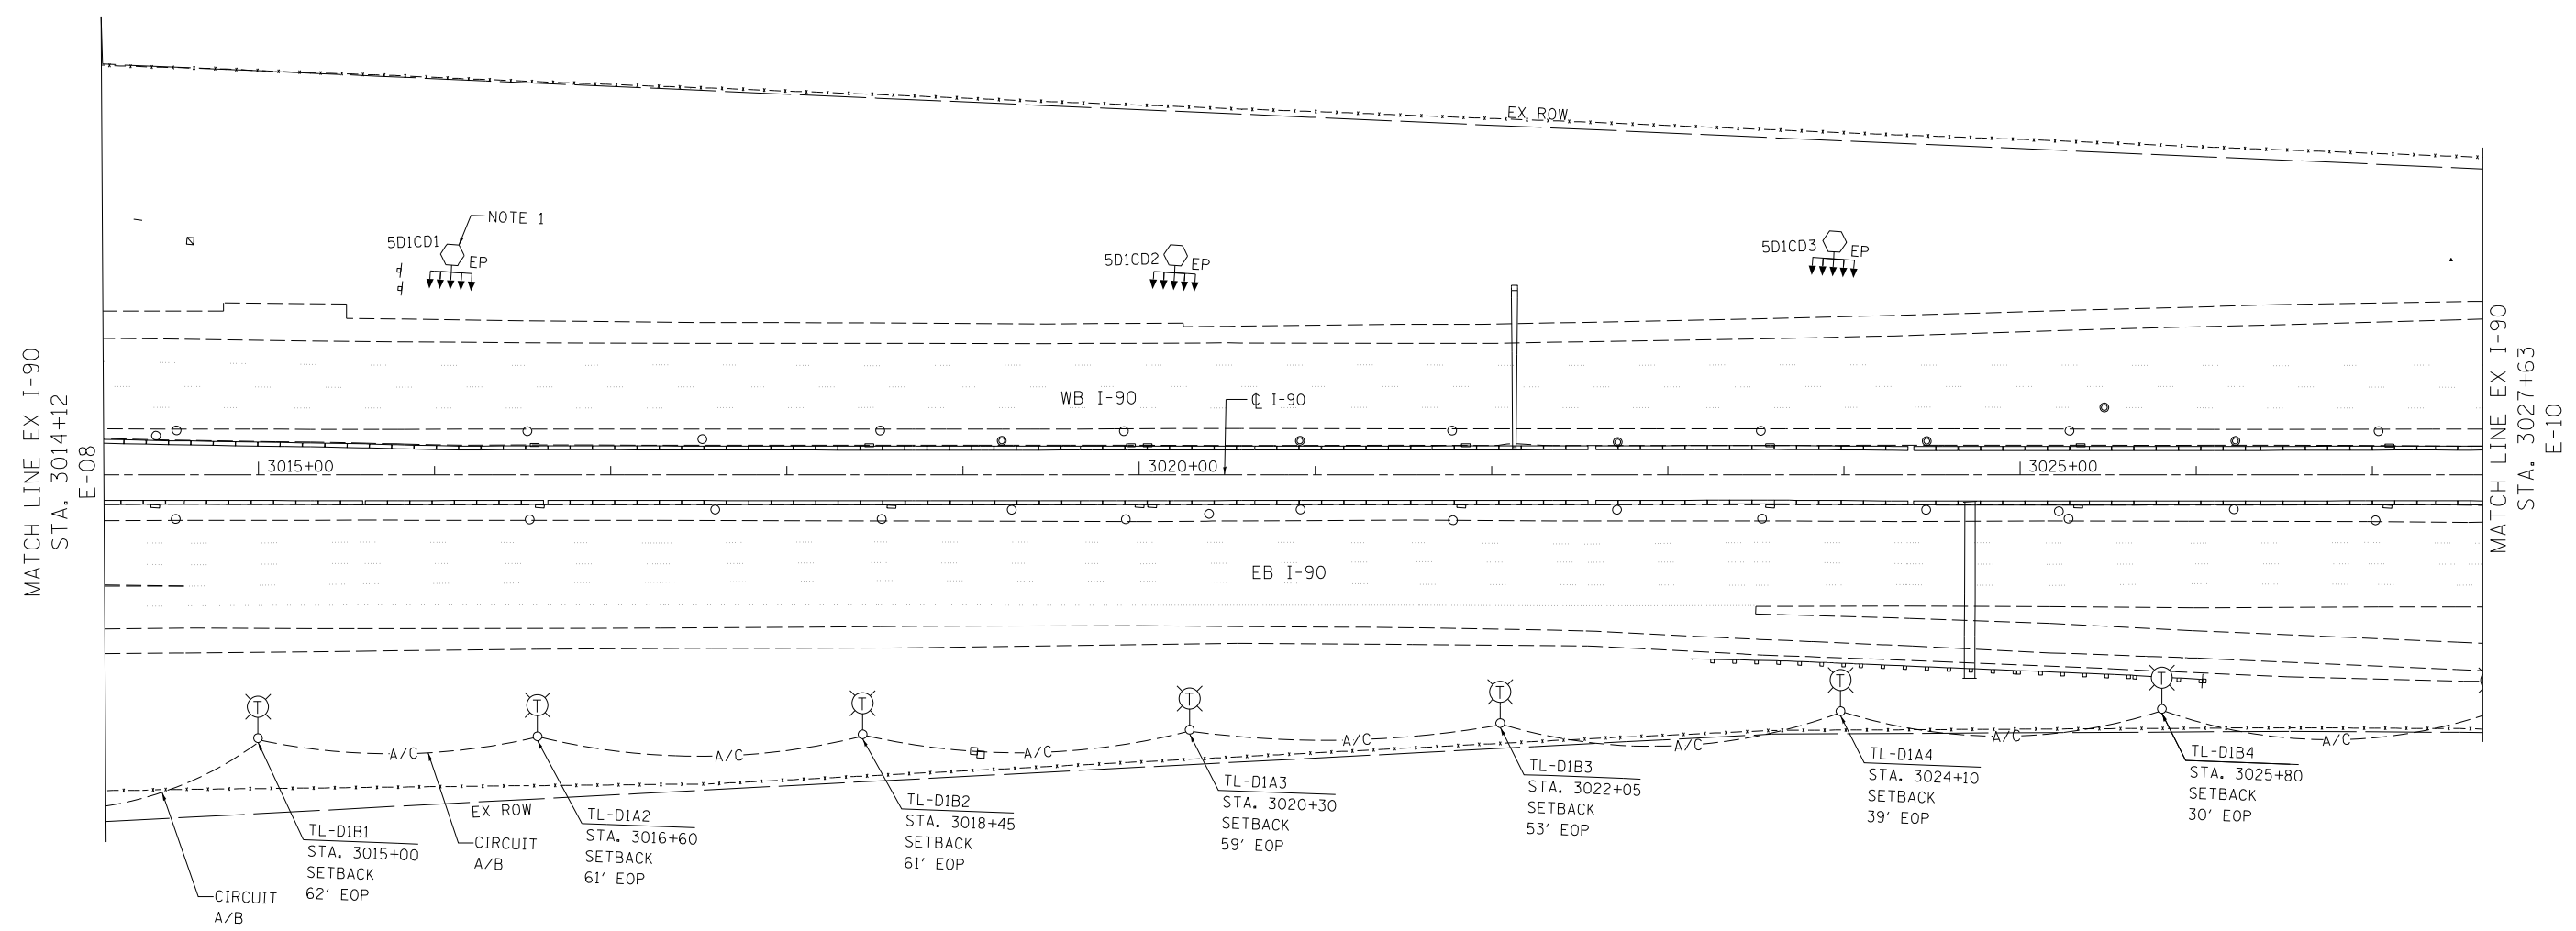 EX ROW
NOTE 1
5D1CD1
EP
5D1CD2
EP
5D1CD3
EP
MATCH LINE EX I-90
STA. 3014+12
E-08
MATCH LINE EX I-90
STA. 3027+63
E-10
WB I-90
℄ I-90
3015+00
3020+00
3025+00
EB I-90
T
T
T
T
T
T
T
A/C
A/C
A/C
A/C
A/C
A/C
A/C
EX ROW
TL-D1B1
STA. 3015+00
SETBACK
62' EOP
CIRCUIT
A/B
CIRCUIT
A/B
TL-D1A2
STA. 3016+60
SETBACK
61' EOP
TL-D1B2
STA. 3018+45
SETBACK
61' EOP
TL-D1A3
STA. 3020+30
SETBACK
59' EOP
TL-D1B3
STA. 3022+05
SETBACK
53' EOP
TL-D1A4
STA. 3024+10
SETBACK
39' EOP
TL-D1B4
STA. 3025+80
SETBACK
30' EOP